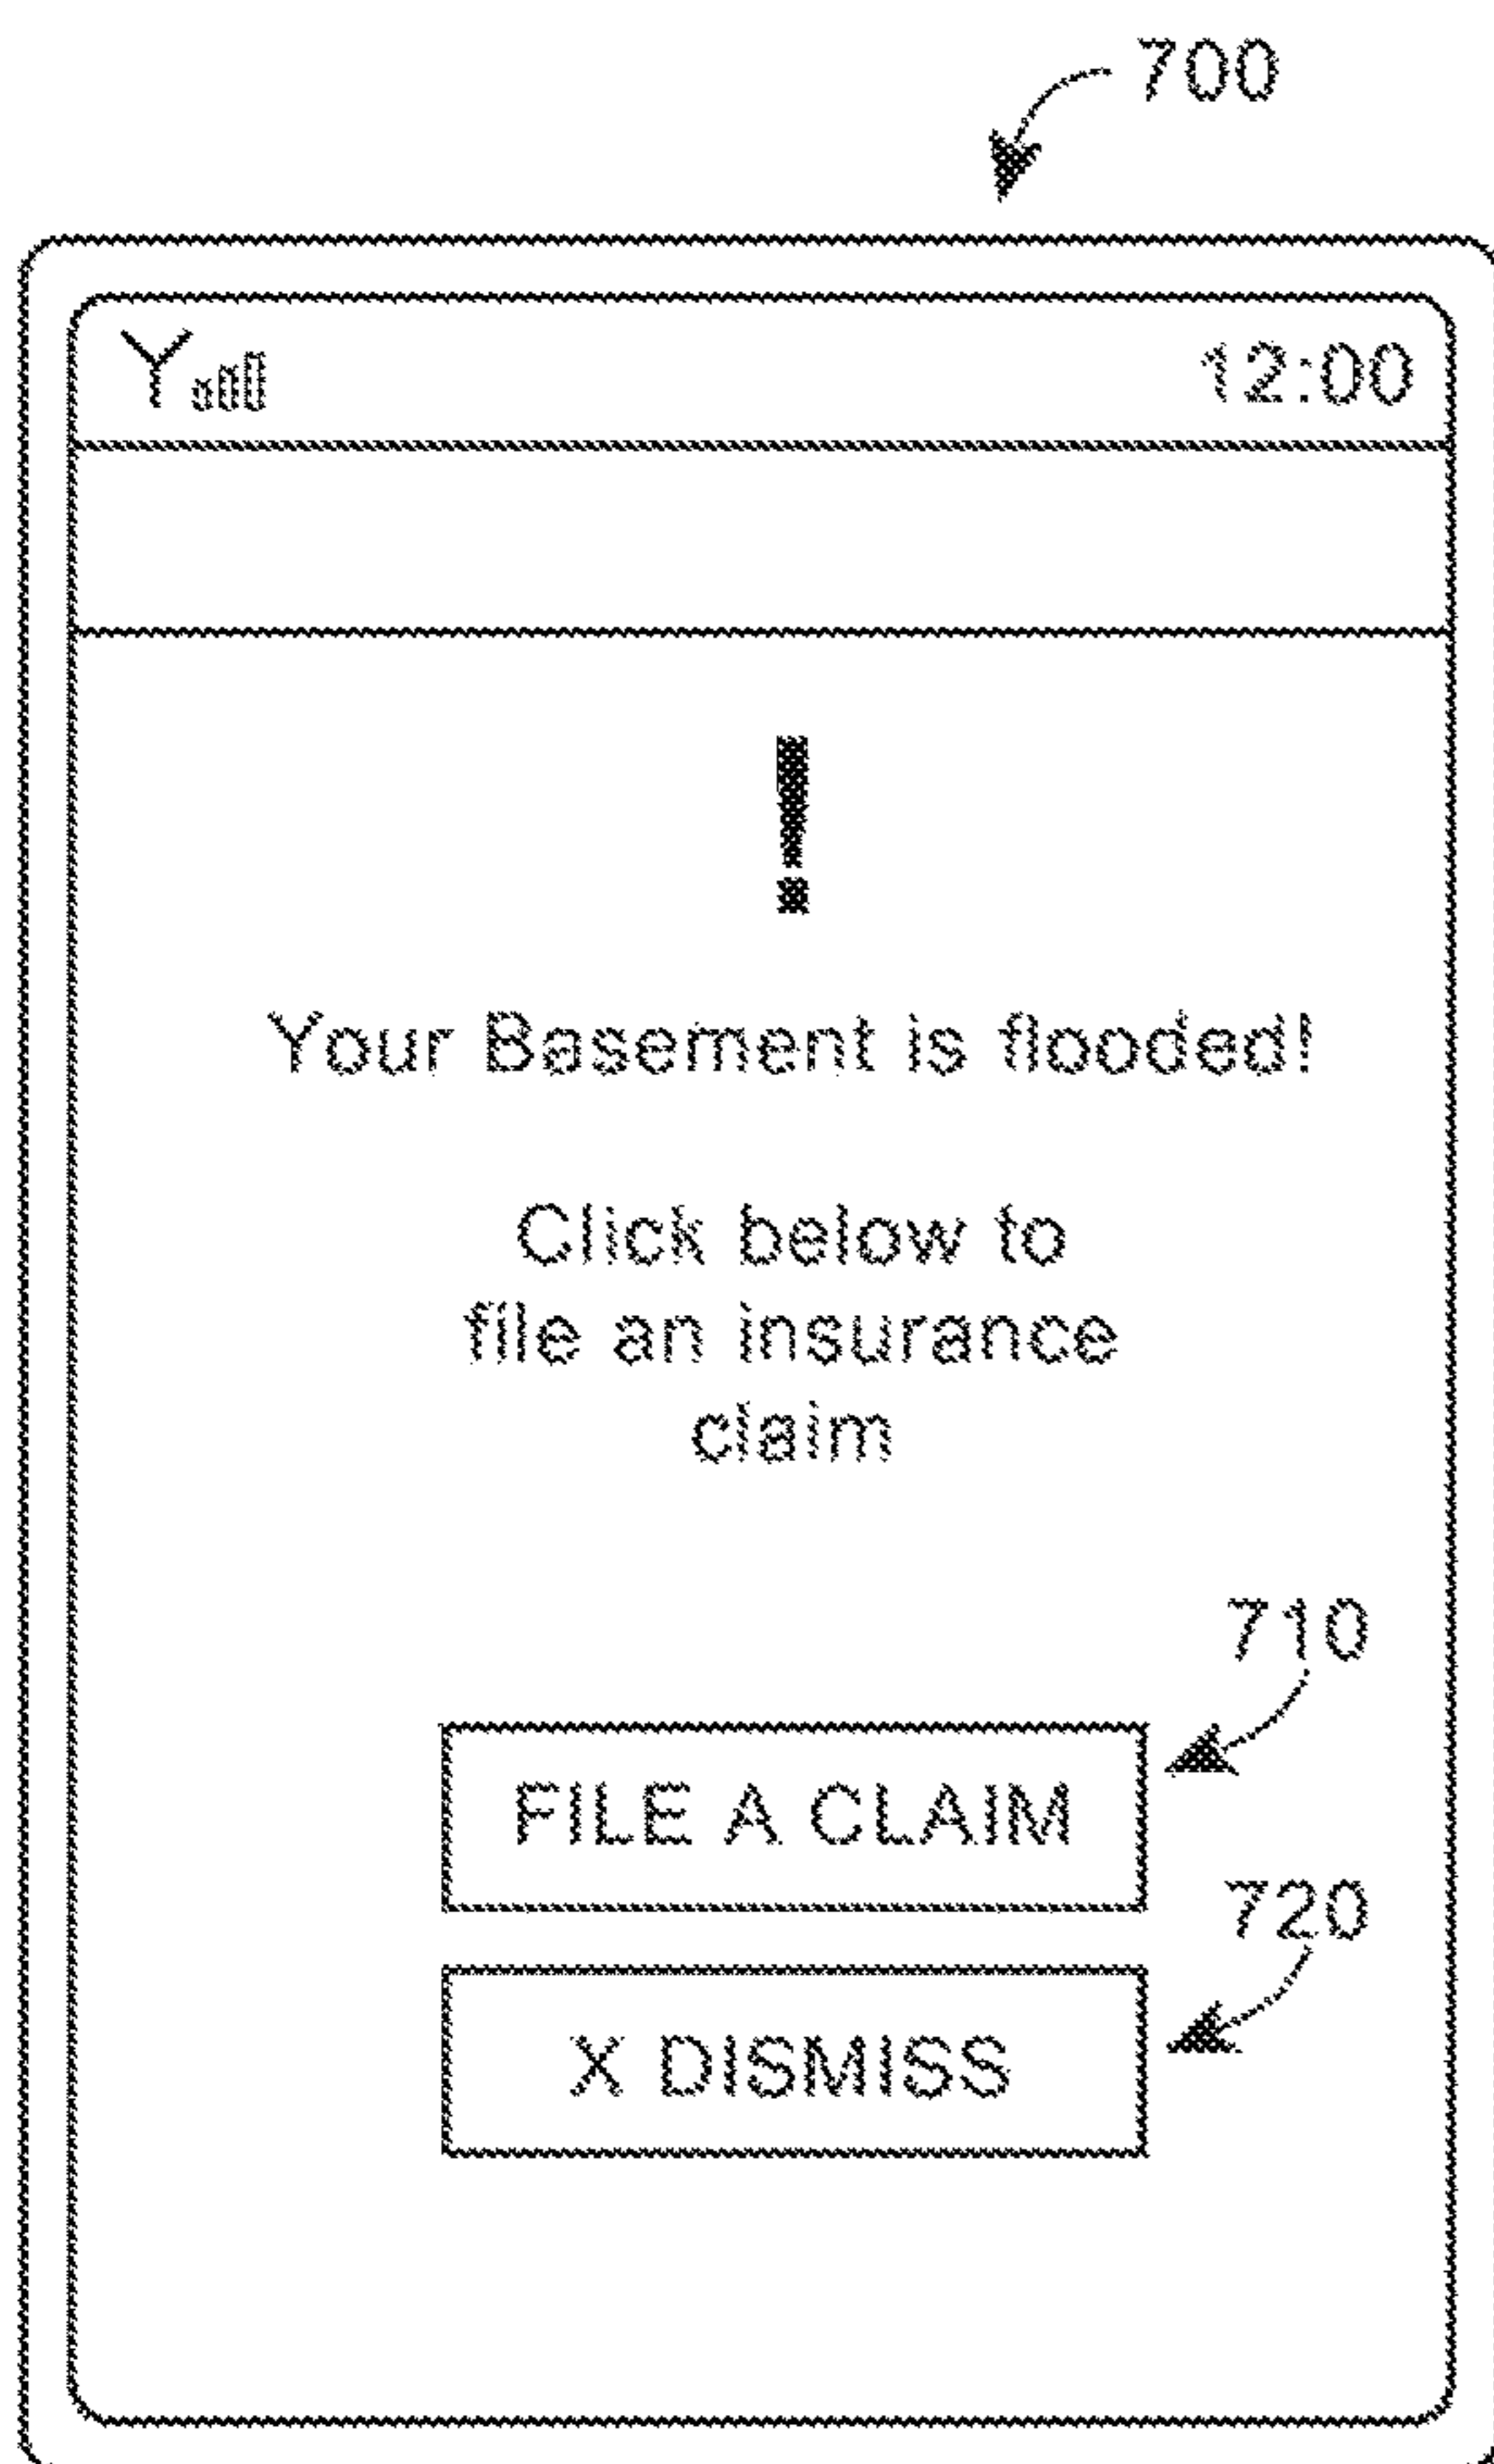 700
12:00
!
Your Basement is flooded!
Click below to
file an insurance
claim
710
FILE A CLAIM
720
X DISMISS